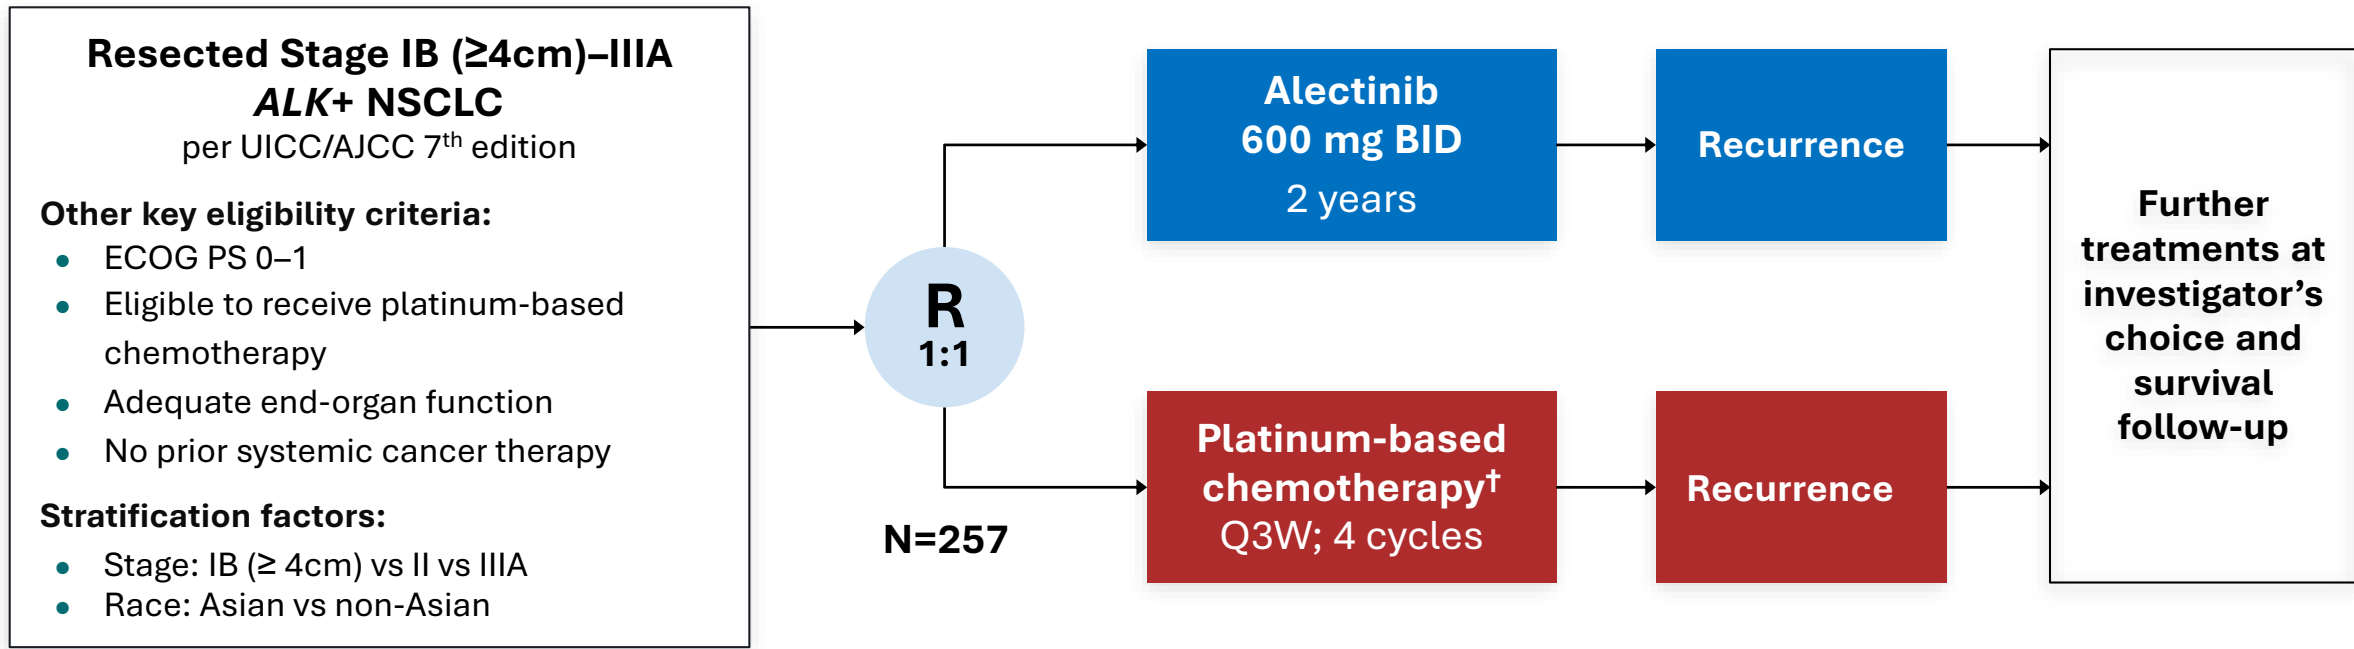 Resected Stage IB (≥4cm)–IIIA
ALK+ NSCLC
per UICC/AJCC 7th edition
Other key eligibility criteria:
• ECOG PS 0–1
• Eligible to receive platinum-based
chemotherapy
• Adequate end-organ function
• No prior systemic cancer therapy
Stratification factors:
• Stage: IB (≥ 4cm) vs II vs IIIA
• Race: Asian vs non-Asian
R
1:1
N=257
Alectinib
600 mg BID
2 years
Recurrence
Platinum-based
chemotherapy†
Q3W; 4 cycles
Recurrence
Further
treatments at
investigator’s
choice and
survival
follow-up